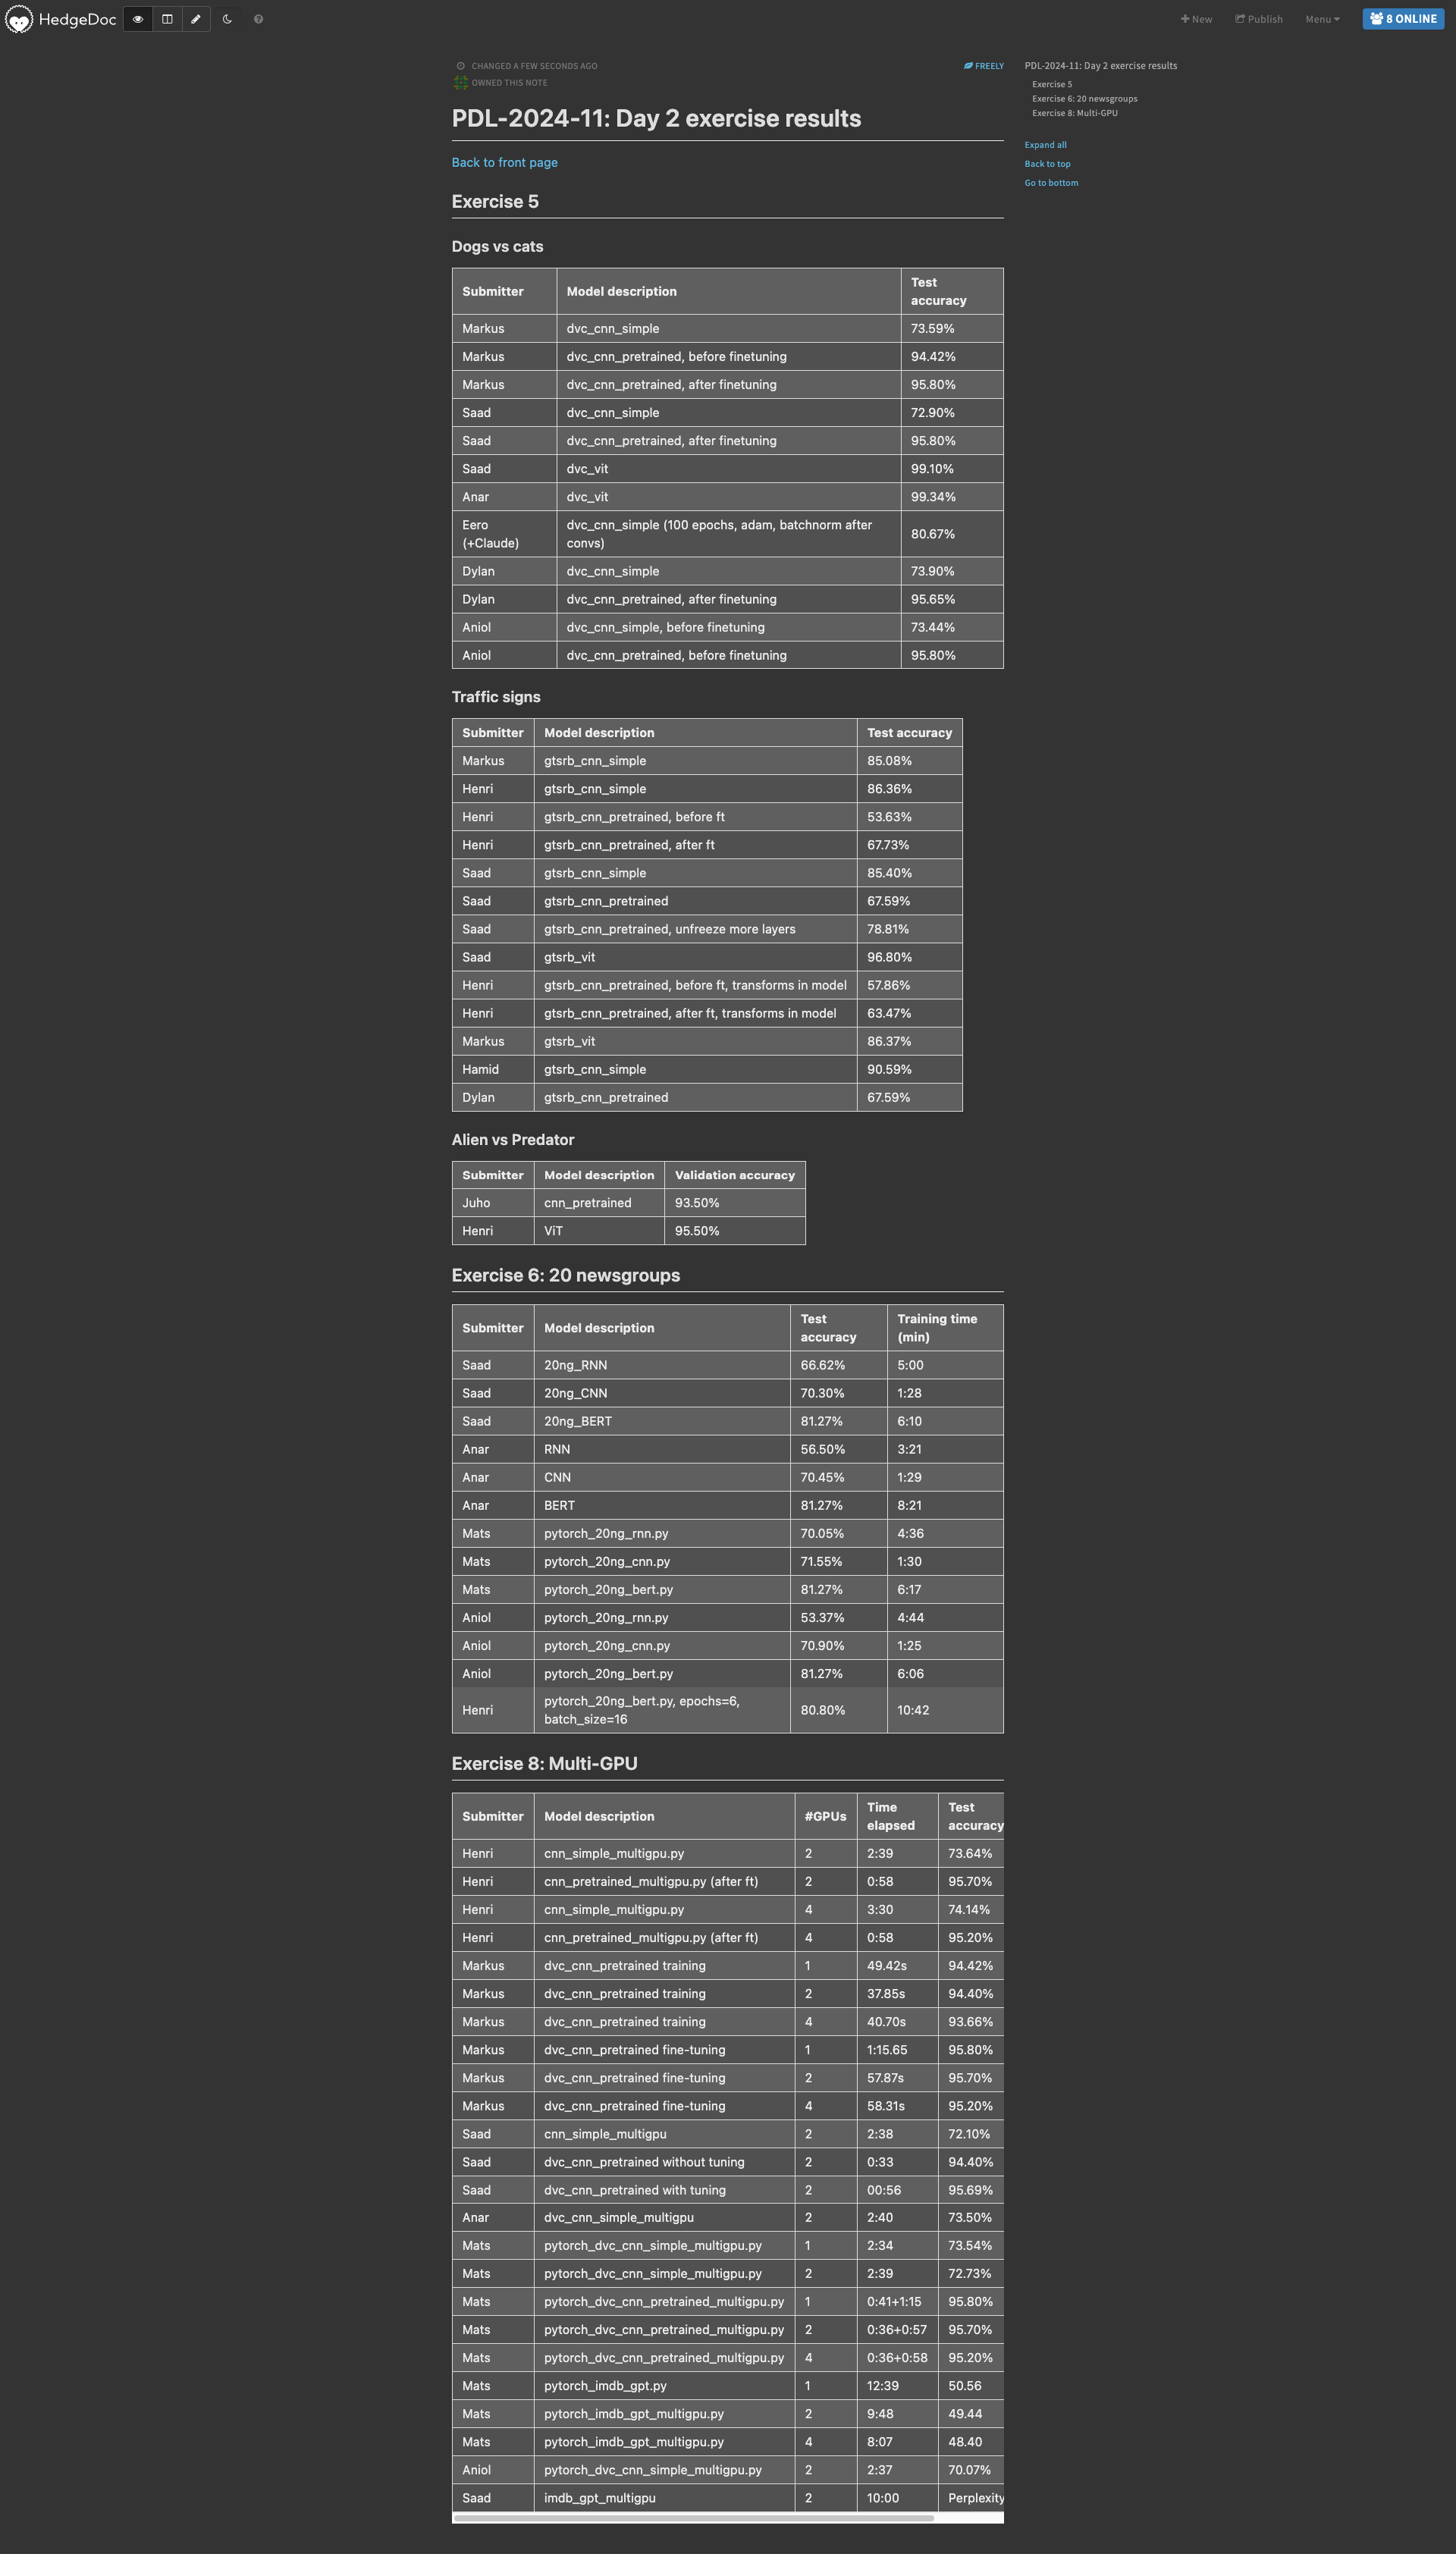 HedgeDoc
New Publish Menu 8 ONLINE
CHANGED A FEW SECONDS AGO FREELY
OWNED THIS NOTE
PDL-2024-11: Day 2 exercise results
Exercise 5
Exercise 6: 20 newsgroups
Exercise 8: Multi-GPU
Expand all
Back to top
Go to bottom
PDL-2024-11: Day 2 exercise results
Back to front page
Exercise 5
Dogs vs cats
Submitter Model description Test accuracy
Markus dvc_cnn_simple 73.59%
Markus dvc_cnn_pretrained, before finetuning 94.42%
Markus dvc_cnn_pretrained, after finetuning 95.80%
Saad dvc_cnn_simple 72.90%
Saad dvc_cnn_pretrained, after finetuning 95.80%
Saad dvc_vit 99.10%
Anar dvc_vit 99.34%
Eero (+Claude) dvc_cnn_simple (100 epochs, adam, batchnorm after convs) 80.67%
Dylan dvc_cnn_simple 73.90%
Dylan dvc_cnn_pretrained, after finetuning 95.65%
Aniol dvc_cnn_simple, before finetuning 73.44%
Aniol dvc_cnn_pretrained, before finetuning 95.80%
Traffic signs
Submitter Model description Test accuracy
Markus gtsrb_cnn_simple 85.08%
Henri gtsrb_cnn_simple 86.36%
Henri gtsrb_cnn_pretrained, before ft 53.63%
Henri gtsrb_cnn_pretrained, after ft 67.73%
Saad gtsrb_cnn_simple 85.40%
Saad gtsrb_cnn_pretrained 67.59%
Saad gtsrb_cnn_pretrained, unfreeze more layers 78.81%
Saad gtsrb_vit 96.80%
Henri gtsrb_cnn_pretrained, before ft, transforms in model 57.86%
Henri gtsrb_cnn_pretrained, after ft, transforms in model 63.47%
Markus gtsrb_vit 86.37%
Hamid gtsrb_cnn_simple 90.59%
Dylan gtsrb_cnn_pretrained 67.59%
Alien vs Predator
Submitter Model description Validation accuracy
Juho cnn_pretrained 93.50%
Henri ViT 95.50%
Exercise 6: 20 newsgroups
Submitter Model description Test accuracy Training time (min)
Saad 20ng_RNN 66.62% 5:00
Saad 20ng_CNN 70.30% 1:28
Saad 20ng_BERT 81.27% 6:10
Anar RNN 56.50% 3:21
Anar CNN 70.45% 1:29
Anar BERT 81.27% 8:21
Mats pytorch_20ng_rnn.py 70.05% 4:36
Mats pytorch_20ng_cnn.py 71.55% 1:30
Mats pytorch_20ng_bert.py 81.27% 6:17
Aniol pytorch_20ng_rnn.py 53.37% 4:44
Aniol pytorch_20ng_cnn.py 70.90% 1:25
Aniol pytorch_20ng_bert.py 81.27% 6:06
Henri pytorch_20ng_bert.py, epochs=6, batch_size=16 80.80% 10:42
Exercise 8: Multi-GPU
Submitter Model description #GPUs Time elapsed Test accuracy
Henri cnn_simple_multigpu.py 2 2:39 73.64%
Henri cnn_pretrained_multigpu.py (after ft) 2 0:58 95.70%
Henri cnn_simple_multigpu.py 4 3:30 74.14%
Henri cnn_pretrained_multigpu.py (after ft) 4 0:58 95.20%
Markus dvc_cnn_pretrained training 1 49.42s 94.42%
Markus dvc_cnn_pretrained training 2 37.85s 94.40%
Markus dvc_cnn_pretrained training 4 40.70s 93.66%
Markus dvc_cnn_pretrained fine-tuning 1 1:15.65 95.80%
Markus dvc_cnn_pretrained fine-tuning 2 57.87s 95.70%
Markus dvc_cnn_pretrained fine-tuning 4 58.31s 95.20%
Saad cnn_simple_multigpu 2 2:38 72.10%
Saad dvc_cnn_pretrained without tuning 2 0:33 94.40%
Saad dvc_cnn_pretrained with tuning 2 00:56 95.69%
Anar dvc_cnn_simple_multigpu 2 2:40 73.50%
Mats pytorch_dvc_cnn_simple_multigpu.py 1 2:34 73.54%
Mats pytorch_dvc_cnn_simple_multigpu.py 2 2:39 72.73%
Mats pytorch_dvc_cnn_pretrained_multigpu.py 1 0:41+1:15 95.80%
Mats pytorch_dvc_cnn_pretrained_multigpu.py 2 0:36+0:57 95.70%
Mats pytorch_dvc_cnn_pretrained_multigpu.py 4 0:36+0:58 95.20%
Mats pytorch_imdb_gpt.py 1 12:39 50.56
Mats pytorch_imdb_gpt_multigpu.py 2 9:48 49.44
Mats pytorch_imdb_gpt_multigpu.py 4 8:07 48.40
Aniol pytorch_dvc_cnn_simple_multigpu.py 2 2:37 70.07%
Saad imdb_gpt_multigpu 2 10:00 Perplexity